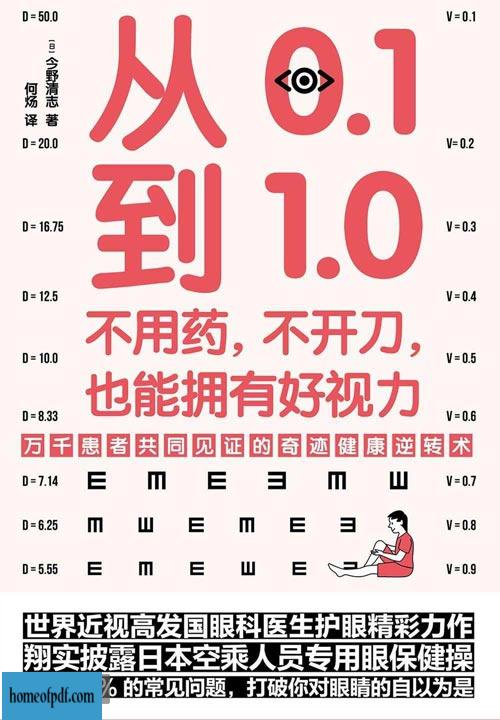 D = 50.0
V = 0.1
[日] 今野清志 著
何炀 译
从 0.1
D = 20.0
V= 0.2
到 1.0
D = 16.75
V = 0.3
D = 12.5
V = 0.4
不用药，不开刀，
D = 10.0
V = 0.5
也能拥有好视力
D = 8.33
V = 0.6
万千患者共同见证的奇迹健康逆转术
D = 7.14
E M E Ǝ M Ш
V = 0.7
D = 6.25
M Ш E M E Ǝ
V = 0.8
D = 5.55
E M E Ш E
V = 0.9
世界近视高发国眼科医生护眼精彩力作
翔实披露日本空乘人员专用眼保健操
% 的常见问题，打破你对眼睛的自以为是
homeofpdf.com